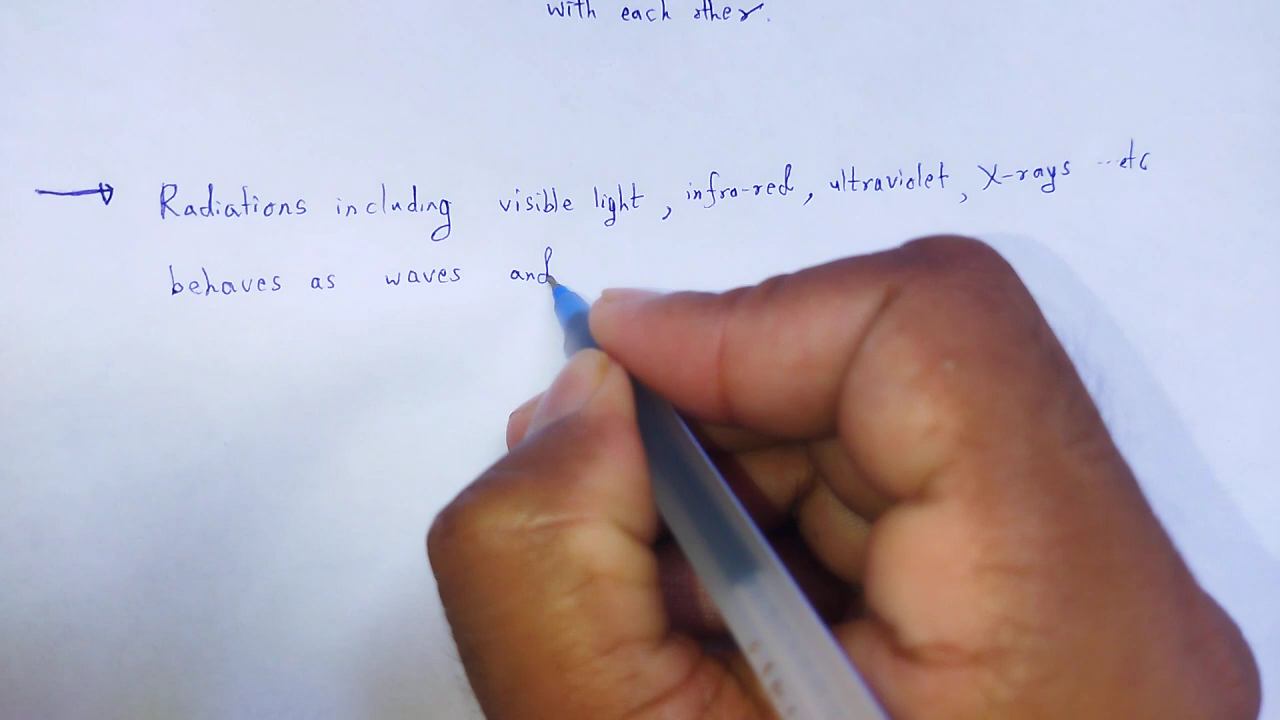 with each other.
Radiations including visible light, infra-red, ultraviolet, X-rays ...etc
behaves as waves and